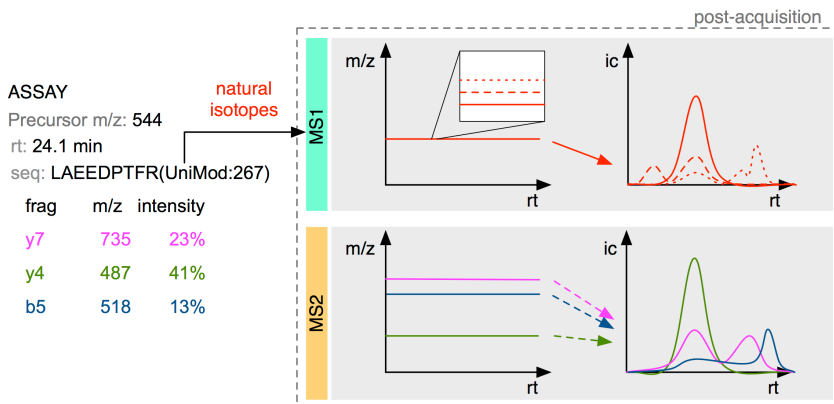 post-acquisition
ASSAY
Precursor m/z: 544
rt: 24.1 min
seq: LAEEDPTFR(UniMod:267)
frag m/z intensity
y7 735 23%
y4 487 41%
b5 518 13%
natural
isotopes
MS1
m/z
rt
ic
rt
MS2
m/z
rt
ic
rt